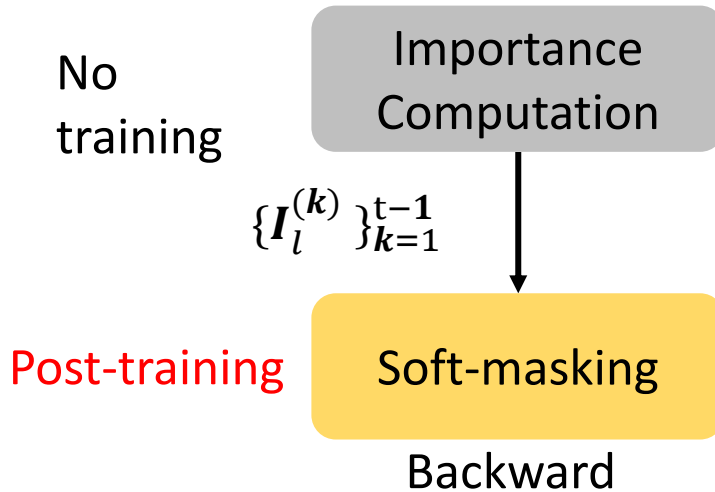 No
training
Importance
Computation
{𝑰_l^(𝒌)}_{𝒌=1}^{t−𝟏}
Post-training
Soft-masking
Backward